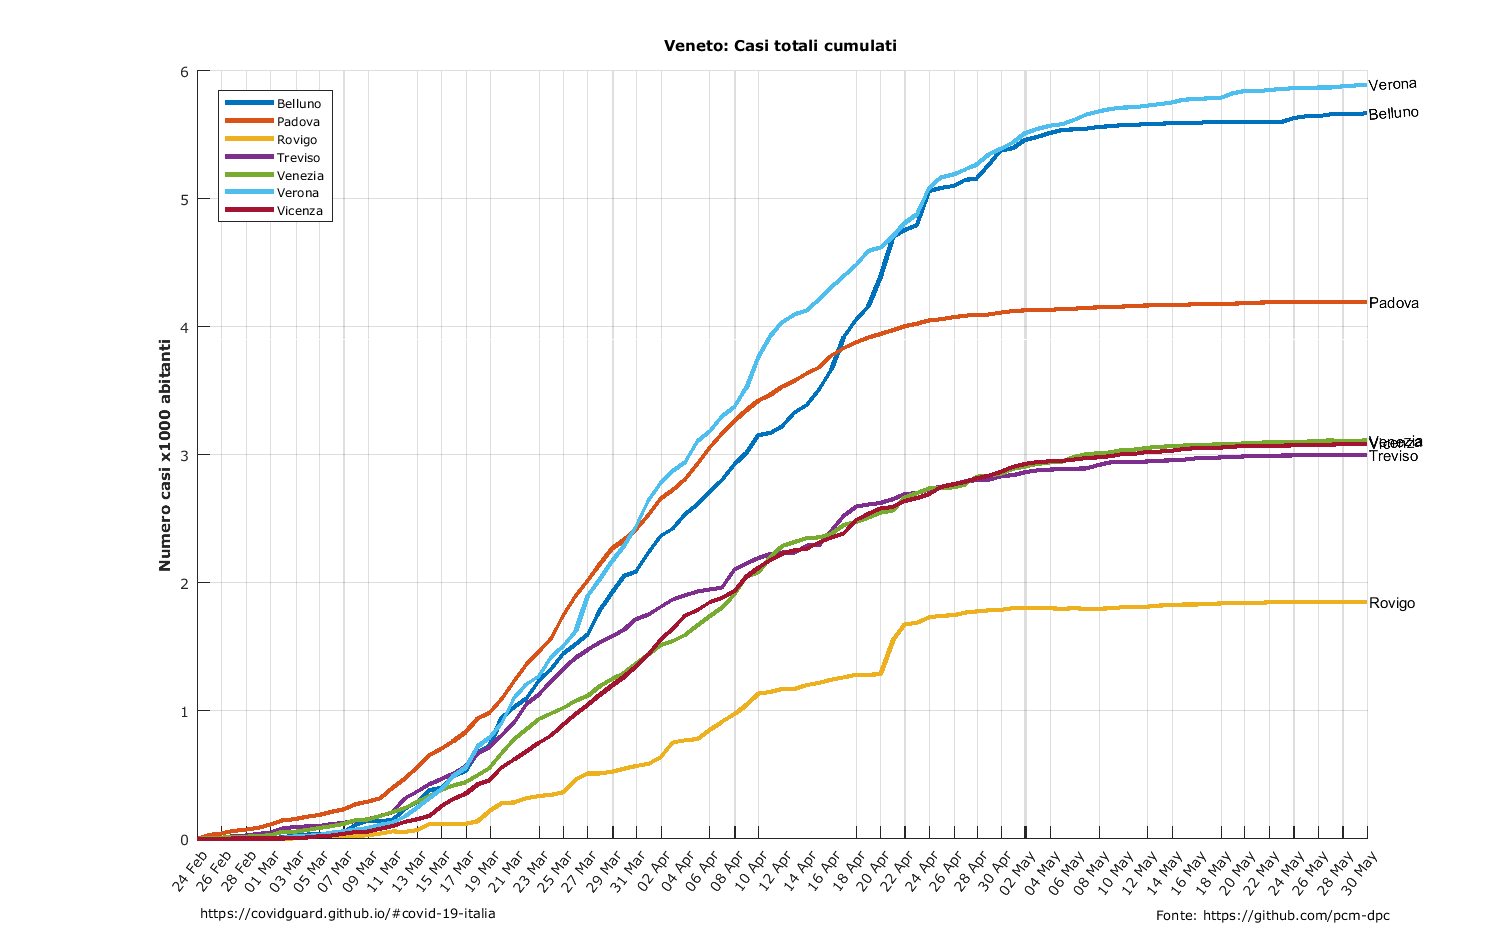 Veneto: Casi totali cumulati
Numero casi x1000 abitanti
6
5
4
3
2
1
0
Belluno
Padova
Rovigo
Treviso
Venezia
Verona
Vicenza
Verona
Belluno
Padova
Venezia
Vicenza
Treviso
Rovigo
24 Feb
26 Feb
28 Feb
01 Mar
03 Mar
05 Mar
07 Mar
09 Mar
11 Mar
13 Mar
15 Mar
17 Mar
19 Mar
21 Mar
23 Mar
25 Mar
27 Mar
29 Mar
31 Mar
02 Apr
04 Apr
06 Apr
08 Apr
10 Apr
12 Apr
14 Apr
16 Apr
18 Apr
20 Apr
22 Apr
24 Apr
26 Apr
28 Apr
30 Apr
02 May
04 May
06 May
08 May
10 May
12 May
14 May
16 May
18 May
20 May
22 May
24 May
26 May
28 May
30 May
https://covidguard.github.io/#covid-19-italia
Fonte: https://github.com/pcm-dpc